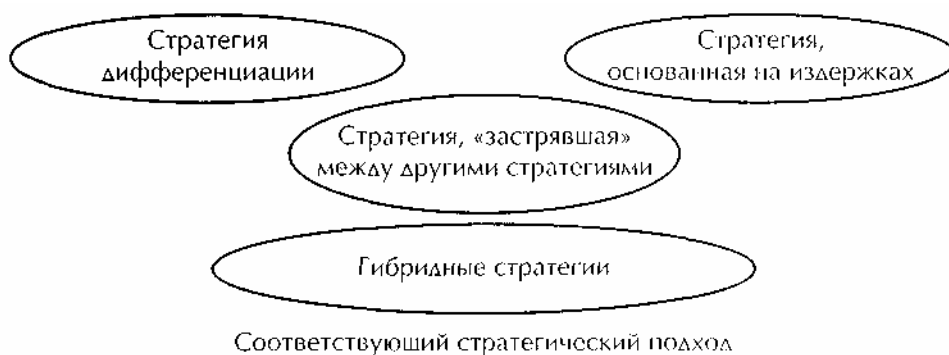 Стратегия
дифференциации
Стратегия,
основанная на издержках
Стратегия, «застрявшая»
между другими стратегиями
Гибридные стратегии
Соответствующий стратегический подход